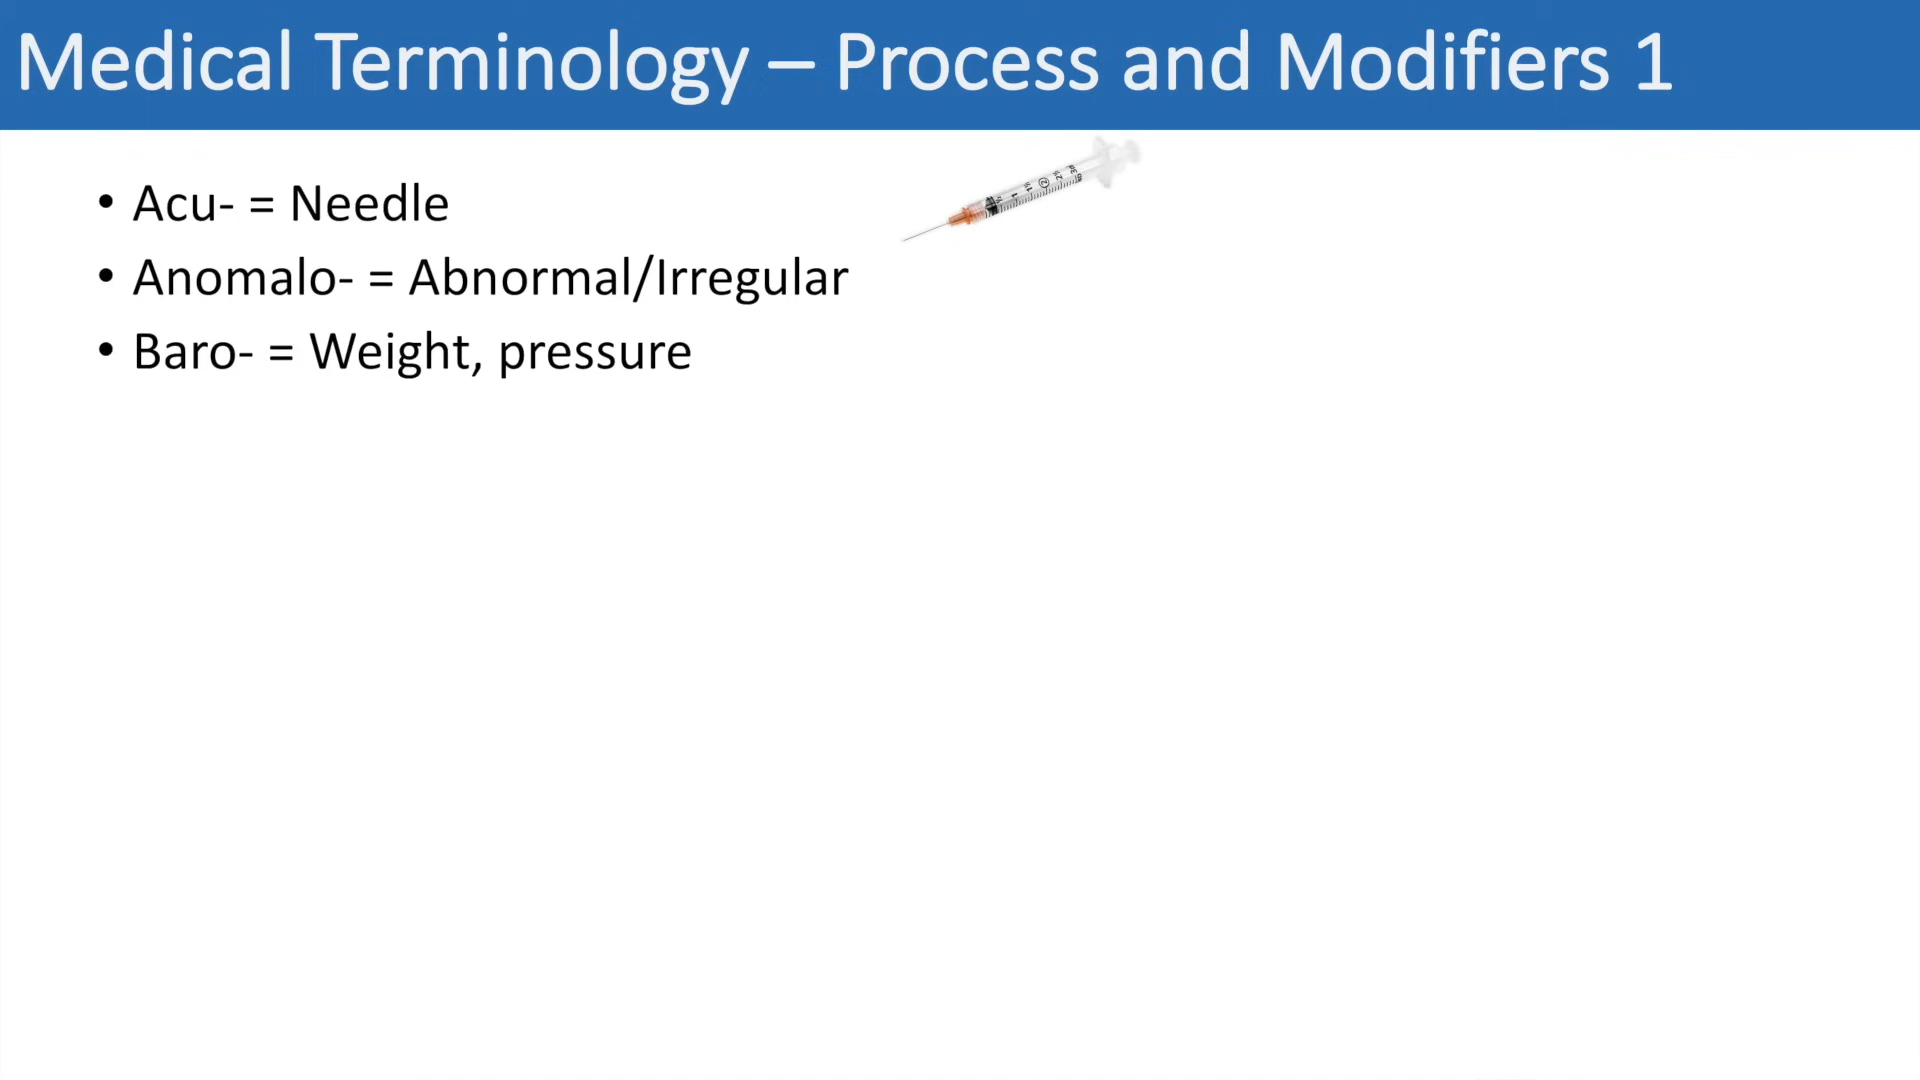 Medical Terminology – Process and Modifiers 1
• Acu- = Needle
• Anomalo- = Abnormal/Irregular
• Baro- = Weight, pressure